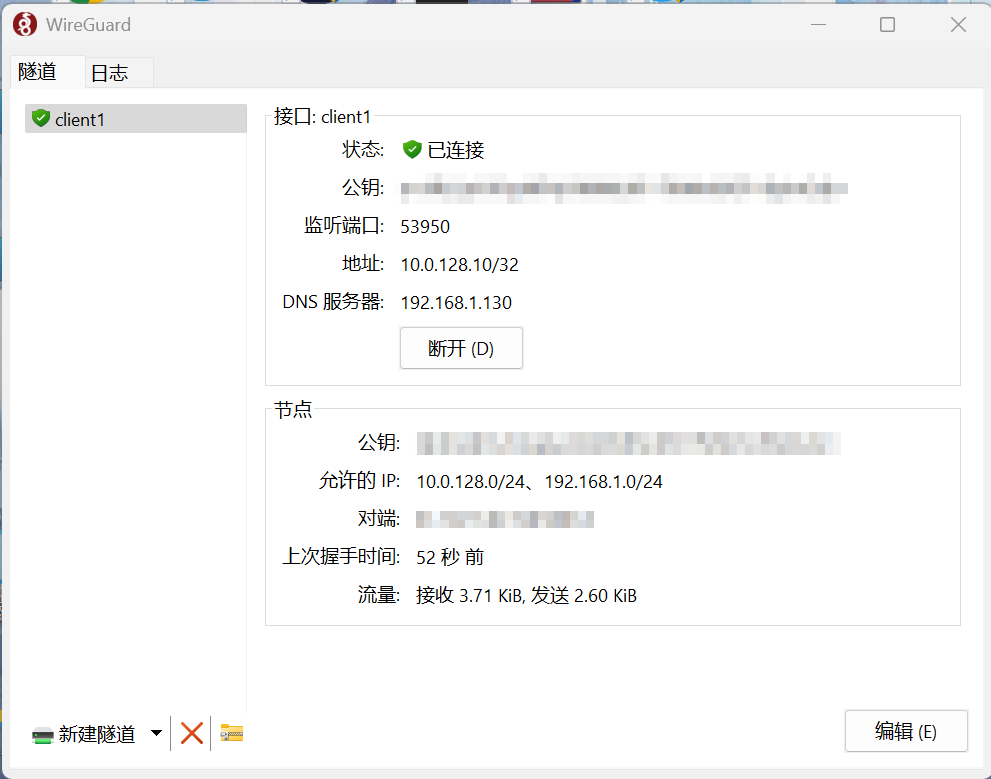 WireGuard
隧道 日志
client1
接口: client1
状态: 已连接
公钥:
监听端口: 53950
地址: 10.0.128.10/32
DNS 服务器: 192.168.1.130
断开 (D)
节点
公钥:
允许的 IP: 10.0.128.0/24、192.168.1.0/24
对端:
上次握手时间: 52 秒 前
流量: 接收 3.71 KiB, 发送 2.60 KiB
新建隧道
编辑 (E)